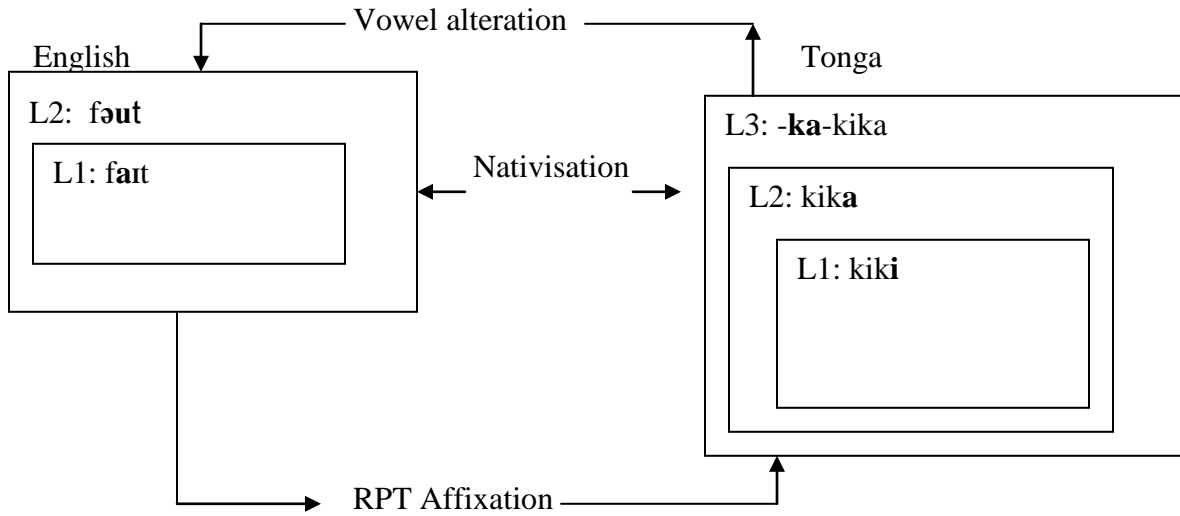 Vowel alteration
English
Tonga
L2: fəut
L1: faɪt
Nativisation
L3: -ka-kika
L2: kika
L1: kiki
RPT Affixation